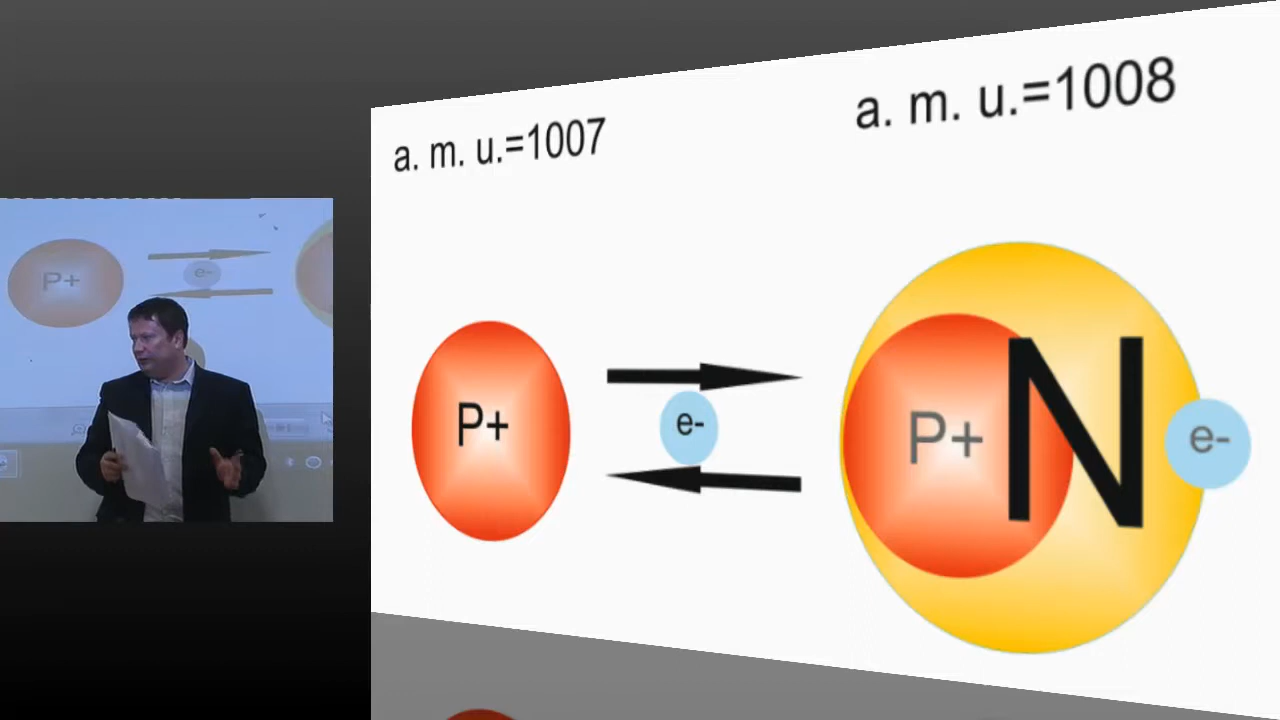 a. m. u.=1007
a. m. u.=1008
P+
e-
P+
N
e-
P+
e-